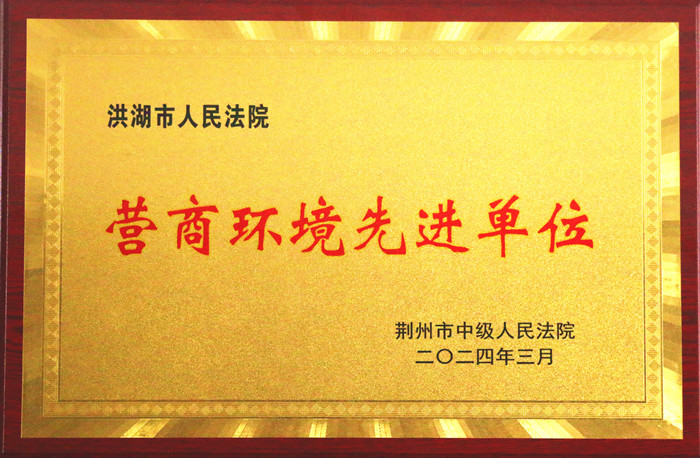 洪湖市人民法院
营商环境先进单位
荆州市中级人民法院
二〇二四年三月